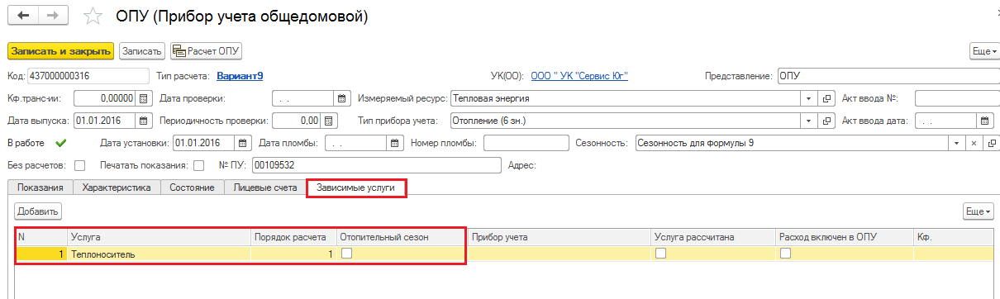 ОПУ (Прибор учета общедомовой)
Записать и закрыть Записать Расчет ОПУ Еще
Код: 437000000316 Тип расчета: Вариант9 УК(ОО): ООО " УК "Сервис Юг" Представление: ОПУ
Кф.транс-ии: 0,00000 Дата проверки: . . Измеряемый ресурс: Тепловая энергия Акт ввода №:
Дата выпуска: 01.01.2016 Периодичность проверки: 0,00 Тип прибора учета: Отопление (6 зн.) Акт ввода дата: . .
В работе Дата установки: 01.01.2016 Дата пломбы: . . Номер пломбы: Сезонность: Сезонность для формулы 9
Без расчетов: Печатать показания: № ПУ: 00109532 Адрес:
Показания Характеристика Состояние Лицевые счета Зависимые услуги
Добавить Еще
N Услуга Порядок расчета Отопительный сезон Прибор учета Услуга рассчитана Расход включен в ОПУ Кф.
1 Теплоноситель 1